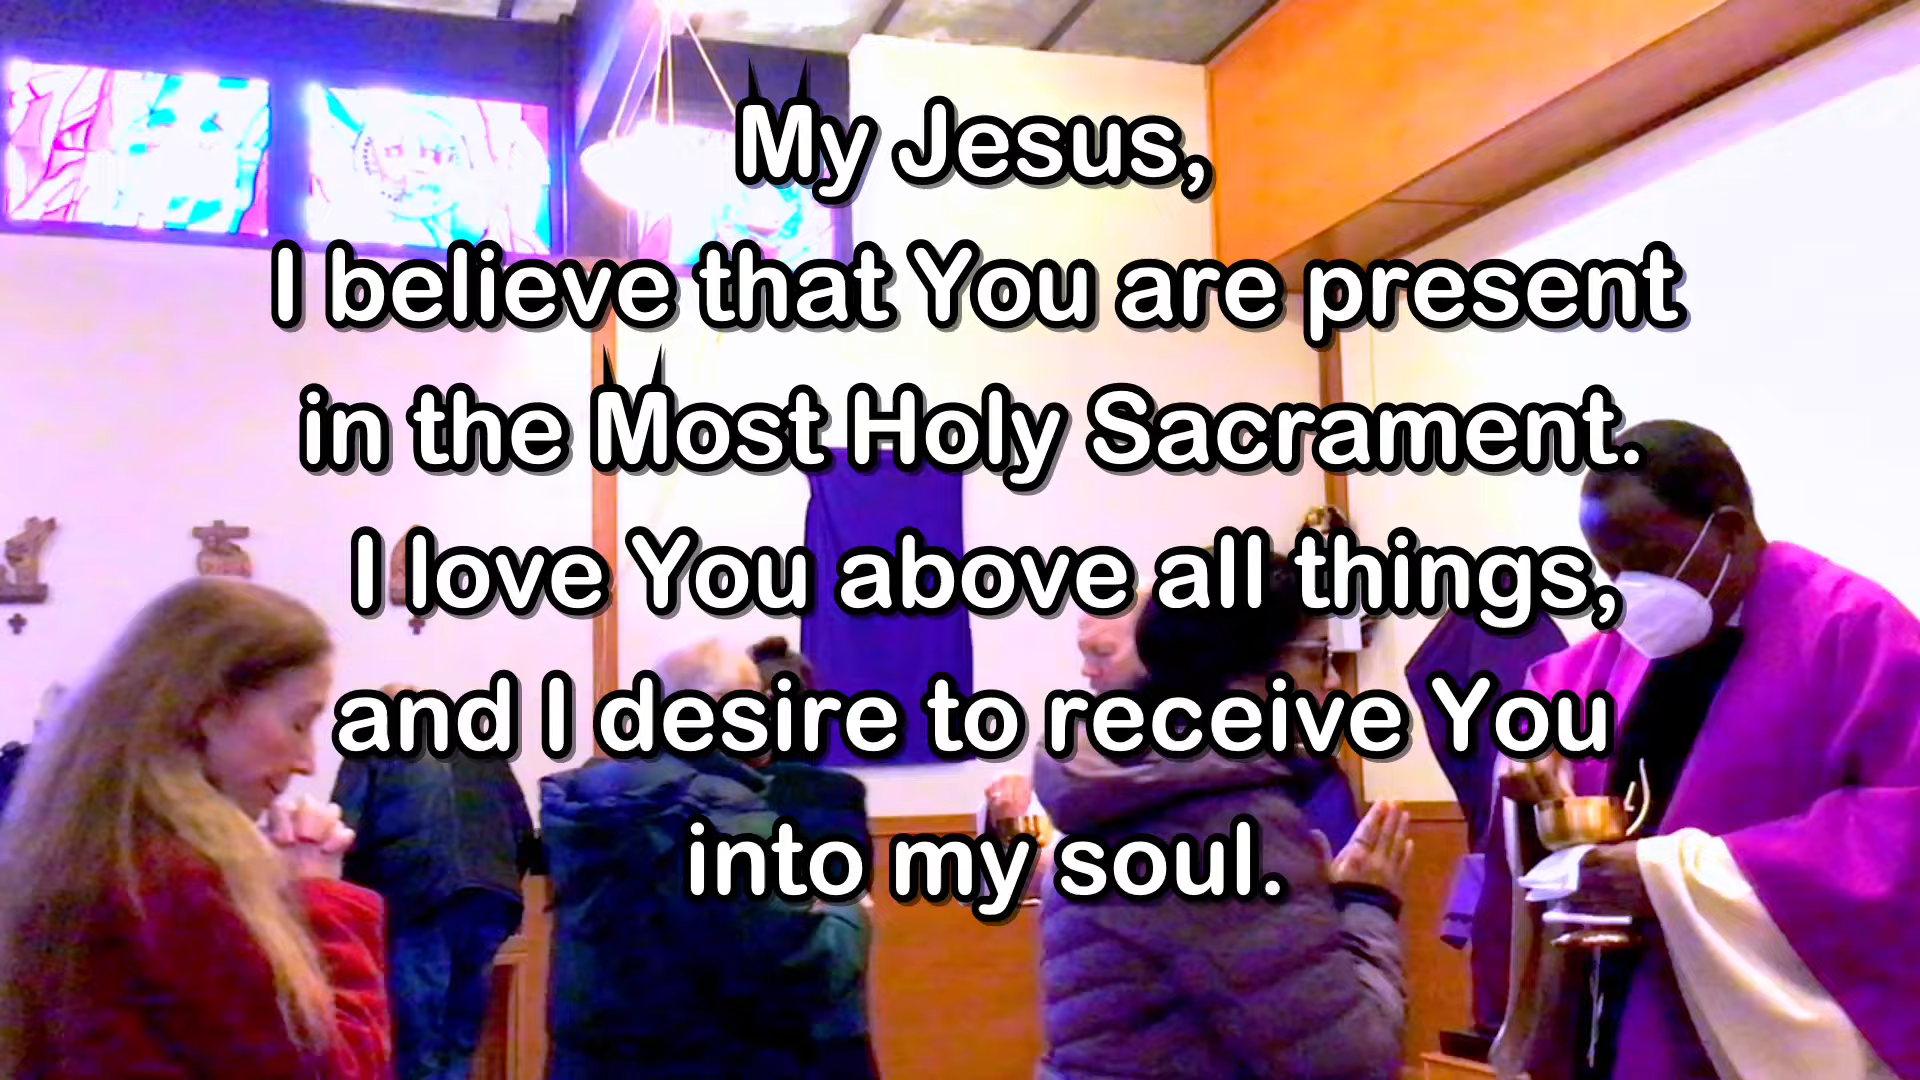 My Jesus,
I believe that You are present
in the Most Holy Sacrament.
I love You above all things,
and I desire to receive You
into my soul.